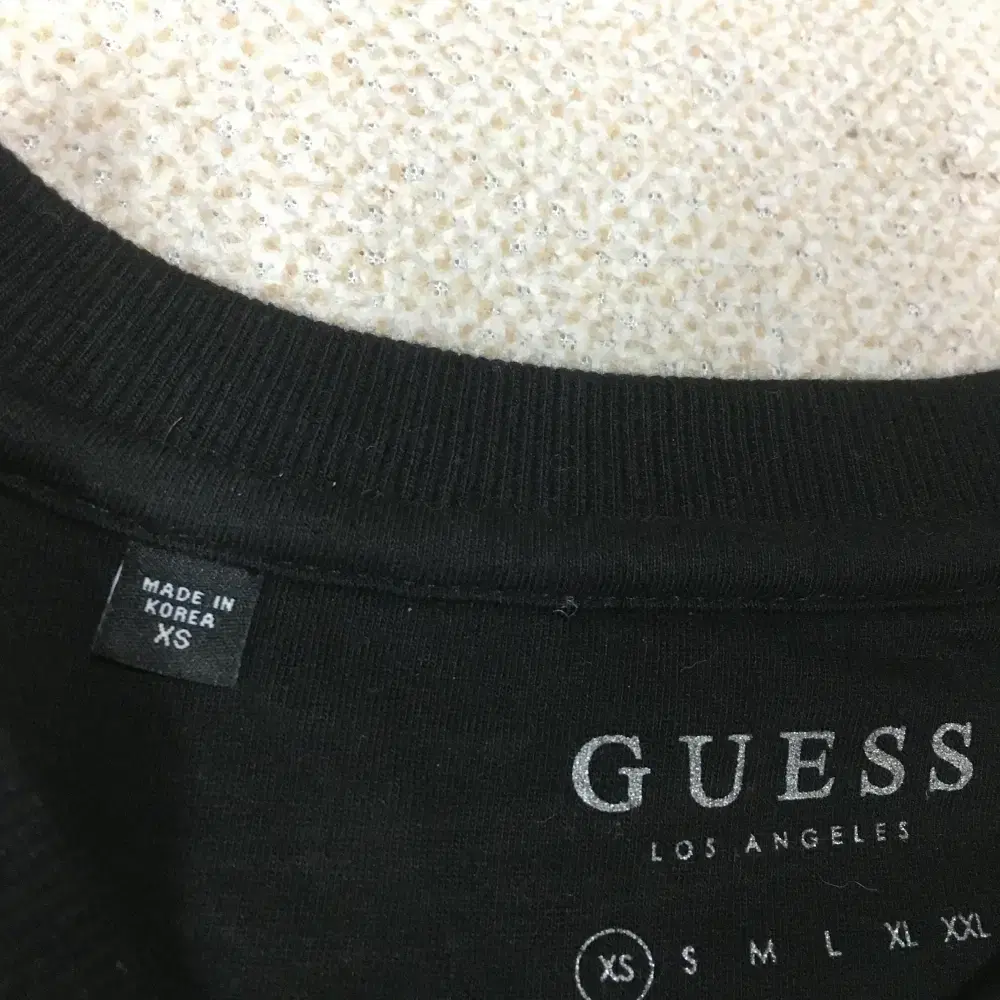 MADE IN
KOREA
XS
GUESS
LOS ANGELES
XS S M L XL XXL